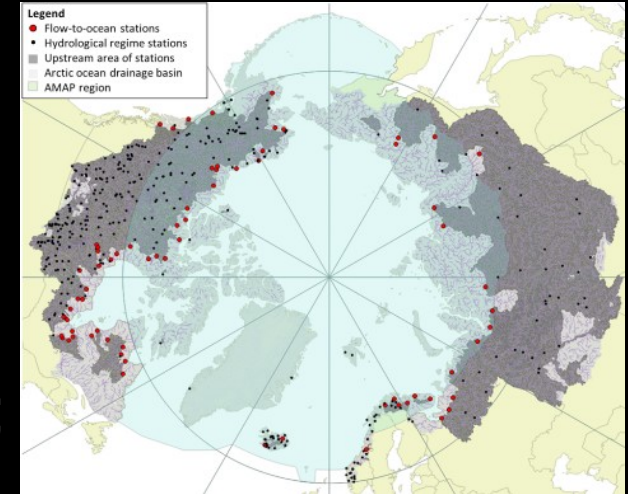 Legend
Flow-to-ocean stations
Hydrological regime stations
Upstream area of stations
Arctic ocean drainage basin
AMAP region